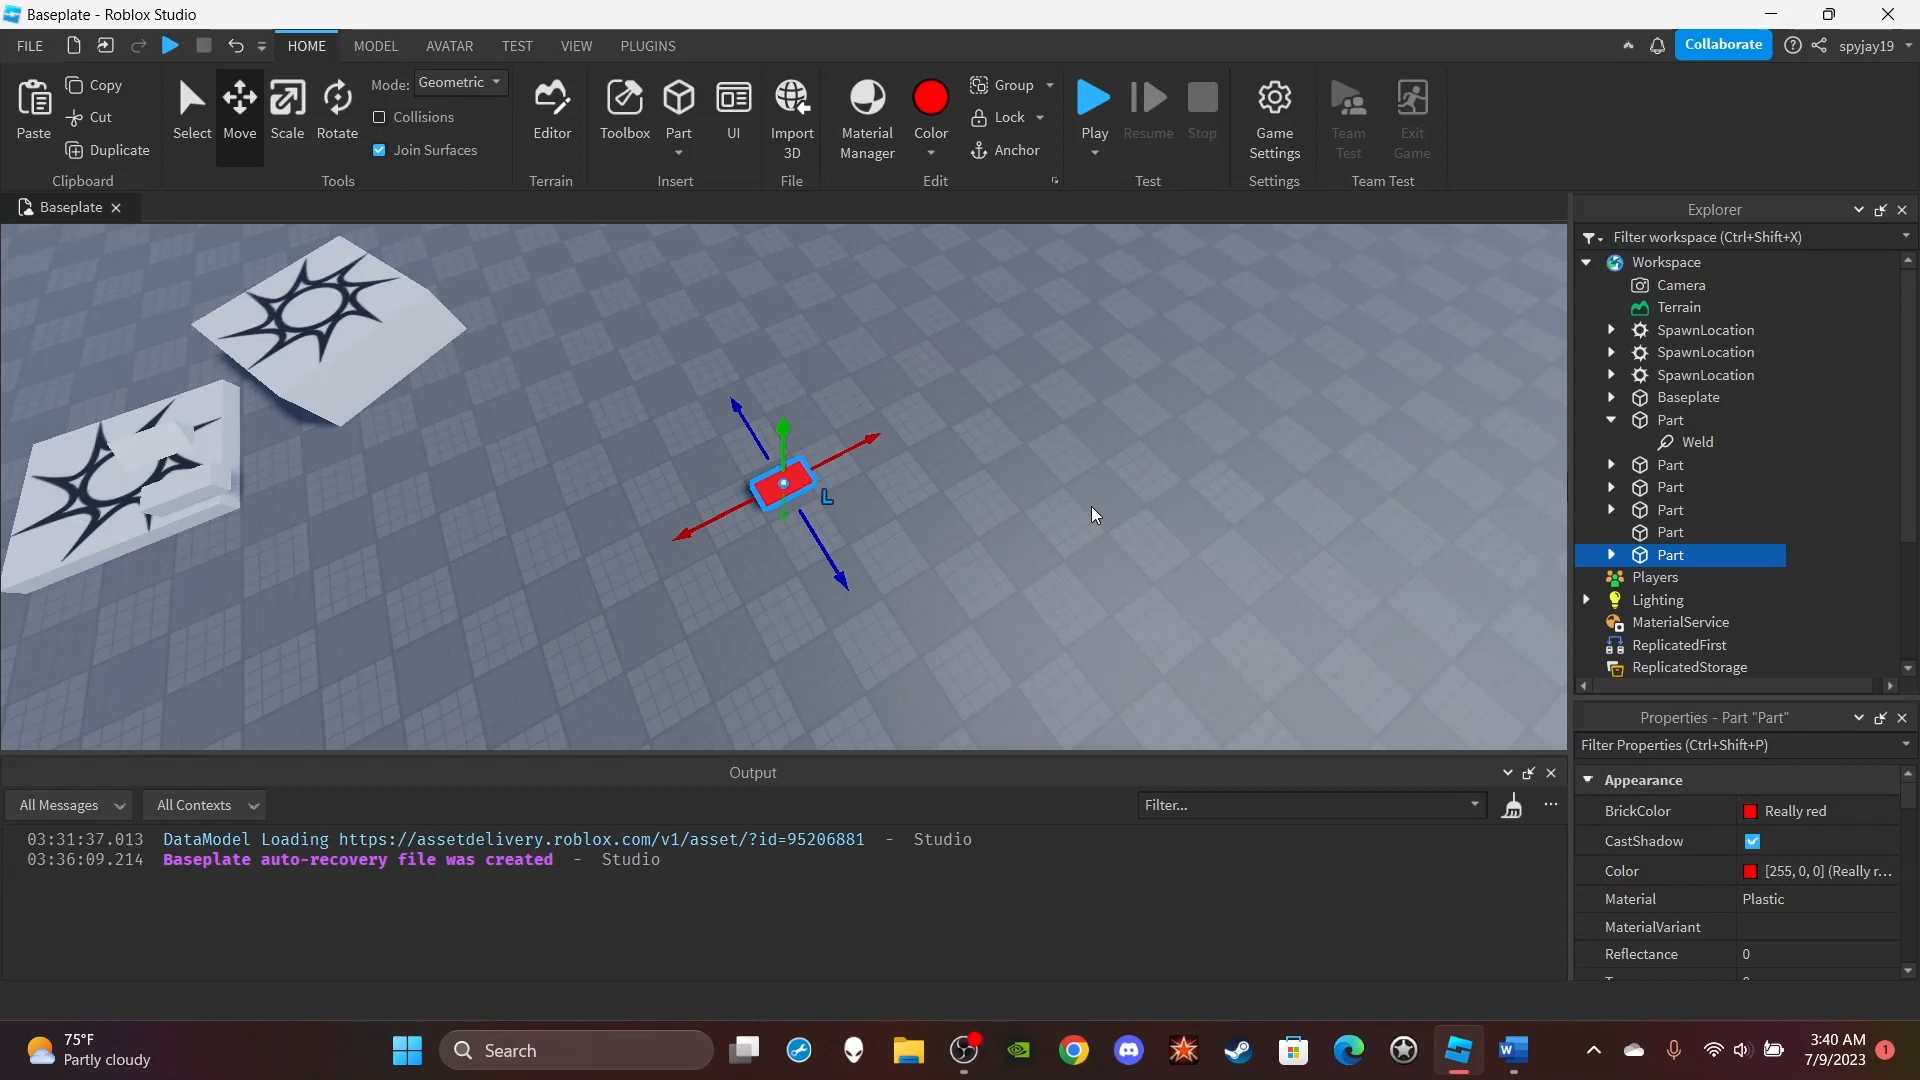 Baseplate - Roblox Studio
FILE HOME MODEL AVATAR TEST VIEW PLUGINS Collaborate spyjay19
Paste Copy Cut Duplicate Clipboard
Select Move Scale Rotate Mode: Geometric Collisions Join Surfaces Tools
Editor Terrain
Toolbox Part UI Insert
Import 3D File
Material Manager Color Group Lock Anchor Edit
Play Resume Stop Test
Game Settings Settings
Team Test Exit Game Team Test
Baseplate
L
Explorer
Filter workspace (Ctrl+Shift+X)
Workspace
Camera
Terrain
SpawnLocation
SpawnLocation
SpawnLocation
Baseplate
Part
Weld
Part
Part
Part
Part
Part
Players
Lighting
MaterialService
ReplicatedFirst
ReplicatedStorage
Properties - Part "Part"
Filter Properties (Ctrl+Shift+P)
Appearance
BrickColor Really red
CastShadow
Color [255, 0, 0] (Really r...
Material Plastic
MaterialVariant
Reflectance 0
Output
All Messages All Contexts Filter...
03:31:37.013 DataModel Loading https://assetdelivery.roblox.com/v1/asset/?id=95206881 - Studio
03:36:09.214 Baseplate auto-recovery file was created - Studio
75°F
Partly cloudy
Search
3:40 AM
7/9/2023
1